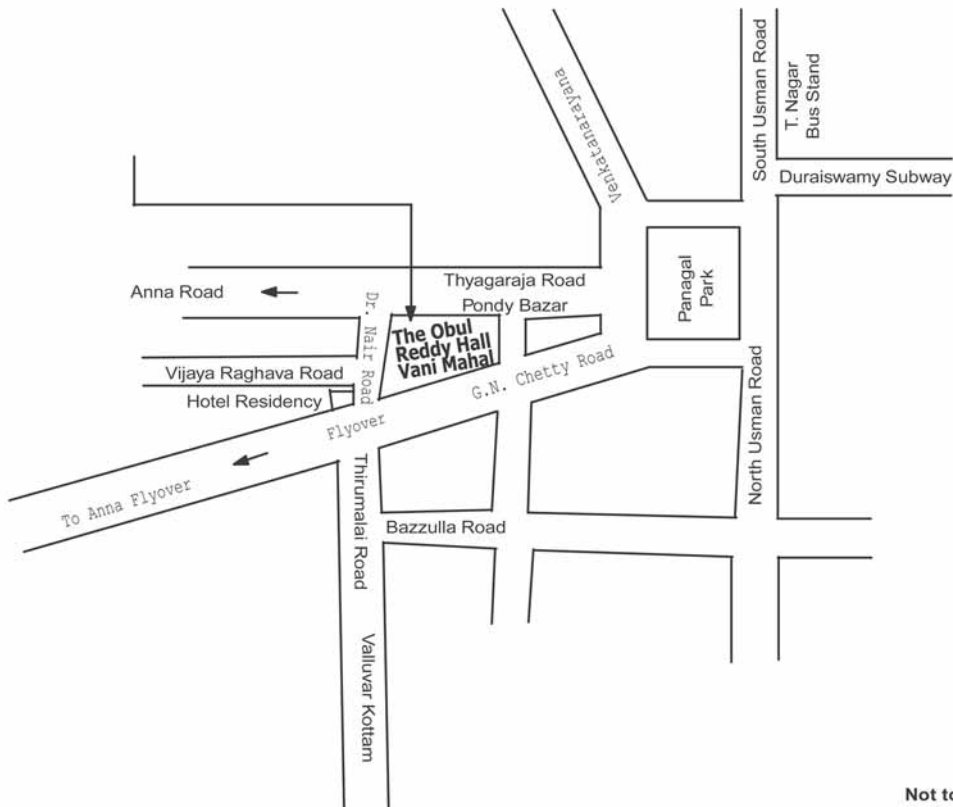 Venkatanarayana
South Usman Road
T. Nagar
Bus Stand
Duraiswamy Subway
Thyagaraja Road
Anna Road
Pondy Bazar
Panagal
Park
Dr. Nair Road
The Obul
Reddy Hall
Vani Mahal
Vijaya Raghava Road
G.N. Chetty Road
Hotel Residency
Flyover
North Usman Road
To Anna Flyover
Thirumalai Road
Bazzulla Road
Valluvar Kottam
Not